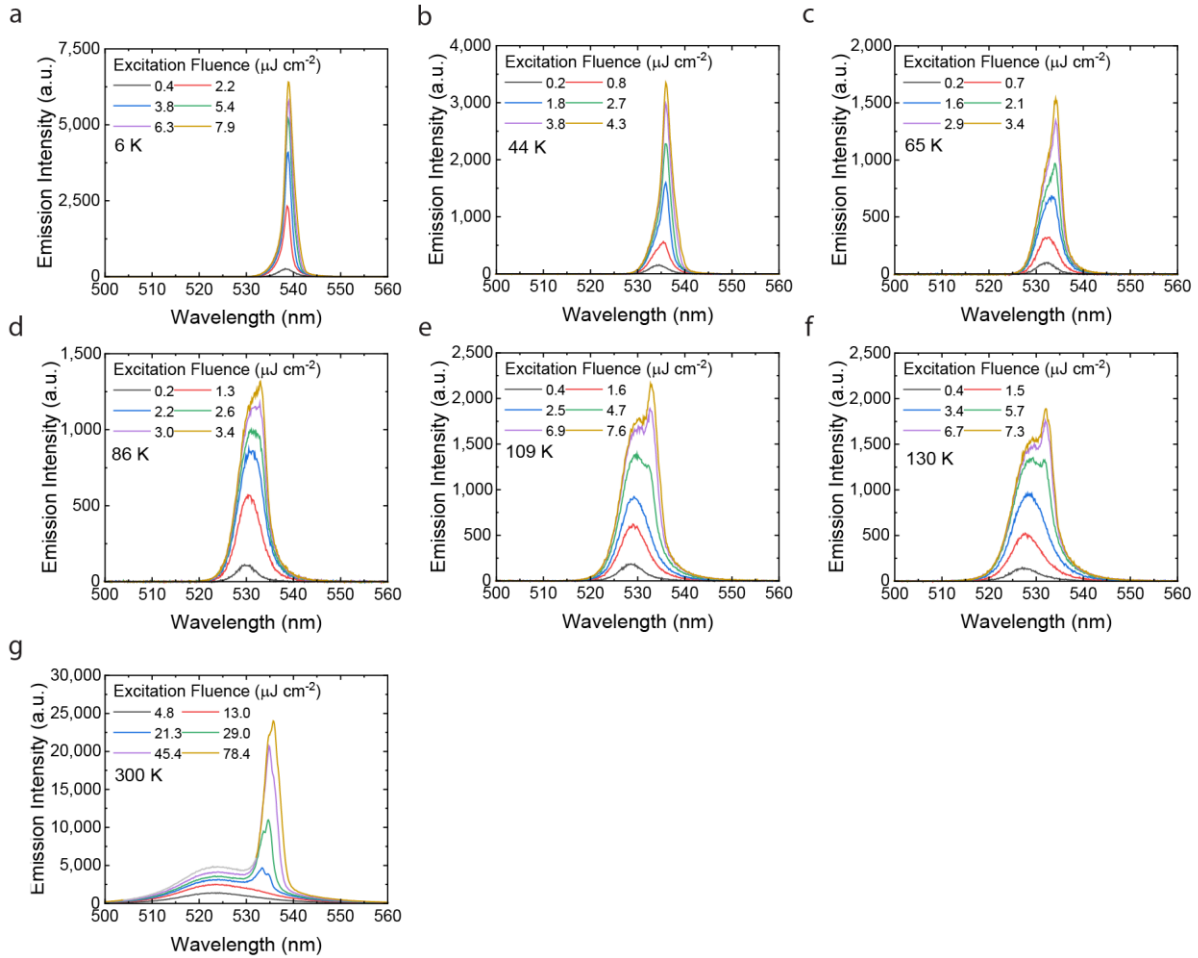 a
7,500
5,000
2,500
0
Emission Intensity (a.u.)
Excitation Fluence (μJ cm-2)
0.4 2.2
3.8 5.4
6.3 7.9
6 K
500 510 520 530 540 550 560
Wavelength (nm)
b
4,000
3,000
2,000
1,000
0
Emission Intensity (a.u.)
Excitation Fluence (μJ cm-2)
0.2 0.8
1.8 2.7
3.8 4.3
44 K
500 510 520 530 540 550 560
Wavelength (nm)
c
2,000
1,500
1,000
500
0
Emission Intensity (a.u.)
Excitation Fluence (μJ cm-2)
0.2 0.7
1.6 2.1
2.9 3.4
65 K
500 510 520 530 540 550 560
Wavelength (nm)
d
1,500
1,000
500
0
Emission Intensity (a.u.)
Excitation Fluence (μJ cm-2)
0.2 1.3
2.2 2.6
3.0 3.4
86 K
500 510 520 530 540 550 560
Wavelength (nm)
e
2,500
2,000
1,500
1,000
500
0
Emission Intensity (a.u.)
Excitation Fluence (μJ cm-2)
0.4 1.6
2.5 4.7
6.9 7.6
109 K
500 510 520 530 540 550 560
Wavelength (nm)
f
2,500
2,000
1,500
1,000
500
0
Emission Intensity (a.u.)
Excitation Fluence (μJ cm-2)
0.4 1.5
3.4 5.7
6.7 7.3
130 K
500 510 520 530 540 550 560
Wavelength (nm)
g
30,000
25,000
20,000
15,000
10,000
5,000
0
Emission Intensity (a.u.)
Excitation Fluence (μJ cm-2)
4.8 13.0
21.3 29.0
45.4 78.4
300 K
500 510 520 530 540 550 560
Wavelength (nm)